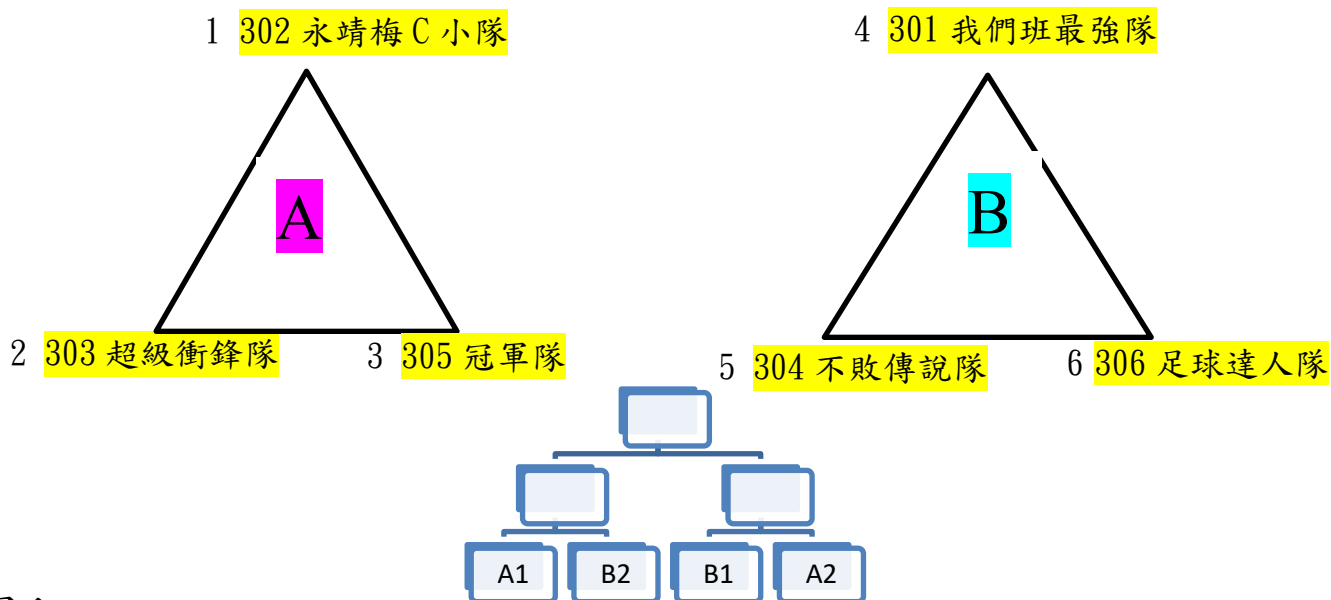 1 302 永靖梅 C 小隊
4 301 我們班最強隊
A
B
2 303 超級衝鋒隊
3 305 冠軍隊
5 304 不敗傳說隊
6 306 足球達人隊
A1
B2
B1
A2